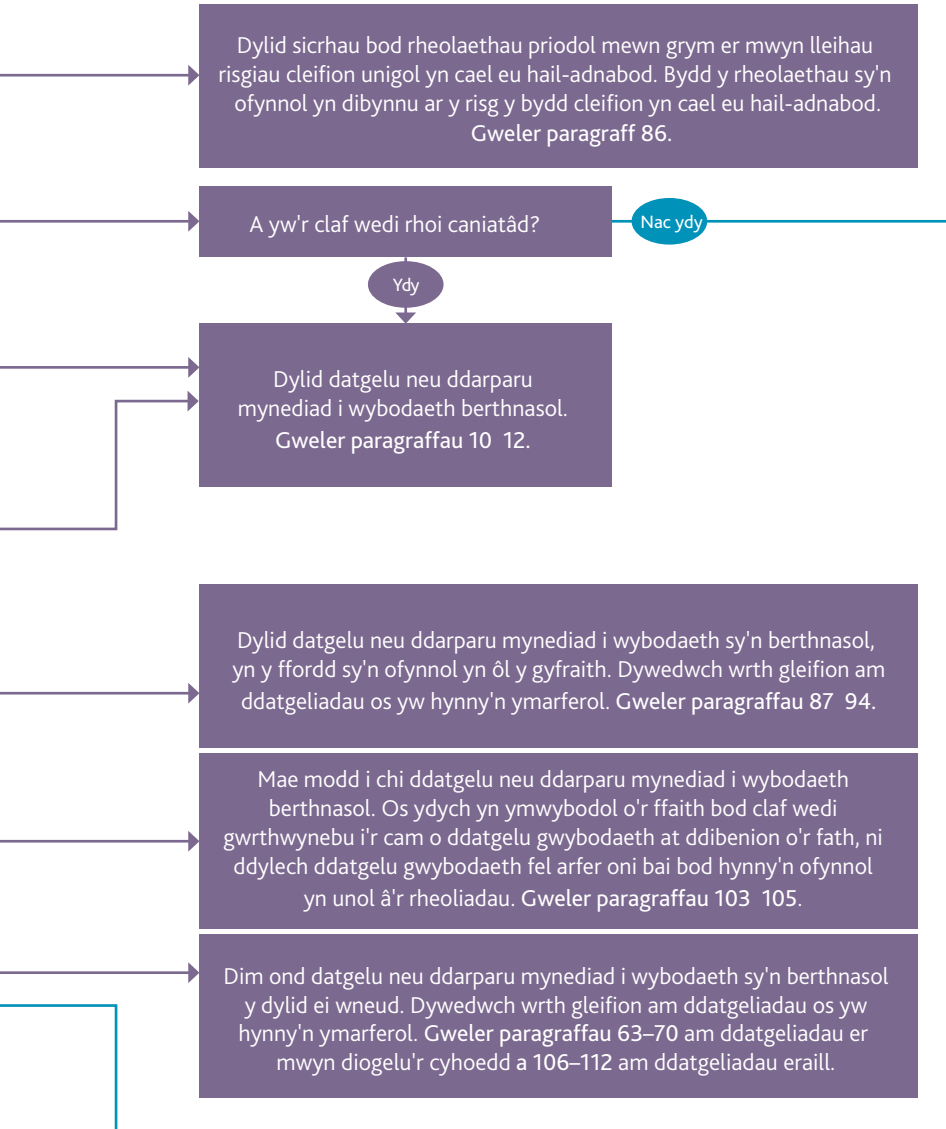 Dylid sicrhau bod rheolaethau priodol mewn grym er mwyn lleihau
risgiau cleifion unigol yn cael eu hail-adnabod. Bydd y rheolaethau sy'n
ofynnol yn dibynnu ar y risg y bydd cleifion yn cael eu hail-adnabod.
Gweler paragraff 86.
A yw'r claf wedi rhoi caniatâd?
Nac ydy
Ydy
Dylid datgelu neu ddarparu
mynediad i wybodaeth berthnasol.
Gweler paragraffau 10 12.
Dylid datgelu neu ddarparu mynediad i wybodaeth sy'n berthnasol,
yn y ffordd sy'n ofynnol yn ôl y gyfraith. Dywedwch wrth gleifion am
ddatgeliadau os yw hynny'n ymarferol. Gweler paragraffau 87 94.
Mae modd i chi ddatgelu neu ddarparu mynediad i wybodaeth
berthnasol. Os ydych yn ymwybodol o'r ffaith bod claf wedi
gwrthwynebu i'r cam o ddatgelu gwybodaeth at ddibenion o'r fath, ni
ddylech ddatgelu gwybodaeth fel arfer oni bai bod hynny'n ofynnol
yn unol â'r rheoliadau. Gweler paragraffau 103 105.
Dim ond datgelu neu ddarparu mynediad i wybodaeth sy'n berthnasol
y dylid ei wneud. Dywedwch wrth gleifion am ddatgeliadau os yw
hynny'n ymarferol. Gweler paragraffau 63–70 am ddatgeliadau er
mwyn diogelu'r cyhoedd a 106–112 am ddatgeliadau eraill.